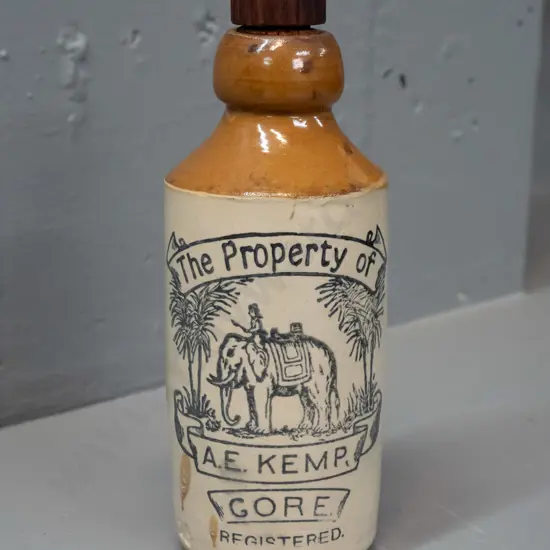 The Property of
A.E. KEMP.
GORE.
REGISTERED.